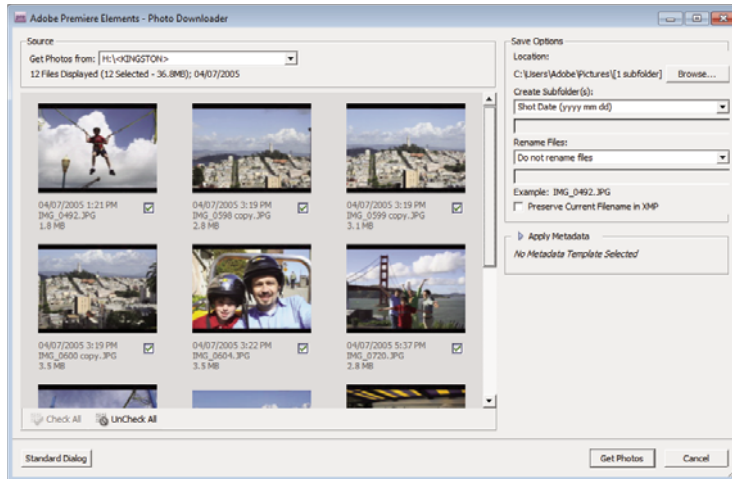 Adobe Premiere Elements - Photo Downloader
Source
Get Photos from: H:\<KINGSTON>
12 Files Displayed (12 Selected - 36.8MB); 04/07/2005
04/07/2005 1:21 PM
IMG_0492.JPG
1.8 MB
04/07/2005 3:19 PM
IMG_0598 copy.JPG
2.8 MB
04/07/2005 3:19 PM
IMG_0599 copy.JPG
3.1 MB
04/07/2005 3:19 PM
IMG_0600 copy.JPG
3.5 MB
04/07/2005 3:22 PM
IMG_0604.JPG
3.5 MB
04/07/2005 5:37 PM
IMG_0720.JPG
2.8 MB
Check All
UnCheck All
Save Options
Location:
C:\Users\Adobe\Pictures\[1 subfolder]
Browse...
Create Subfolder(s):
Shot Date (yyyy mm dd)
Rename Files:
Do not rename files
Example: IMG_0492.JPG
Preserve Current Filename in XMP
Apply Metadata
No Metadata Template Selected
Standard Dialog
Get Photos
Cancel